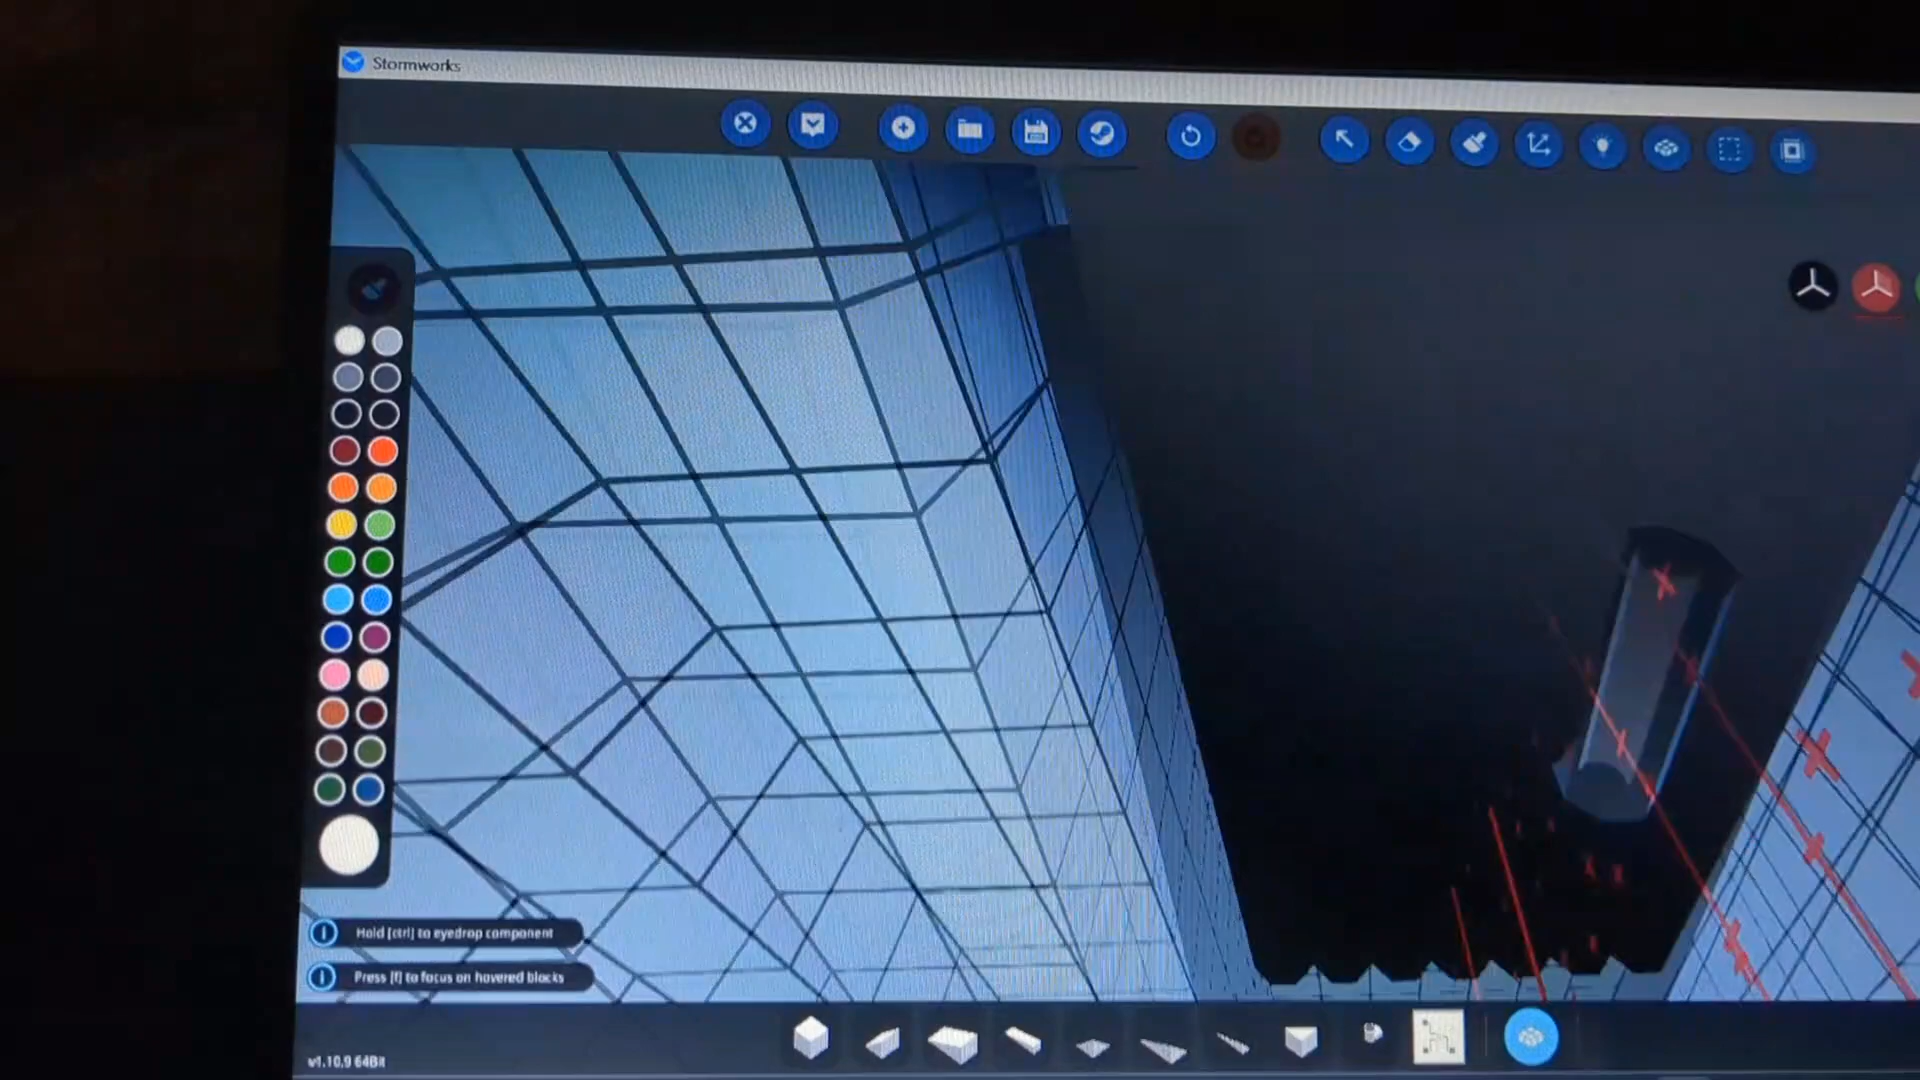 Stormworks
Hold [ctrl] to eyedrop component
Press [f] to focus on hovered blocks
v1.10.9 64Bit